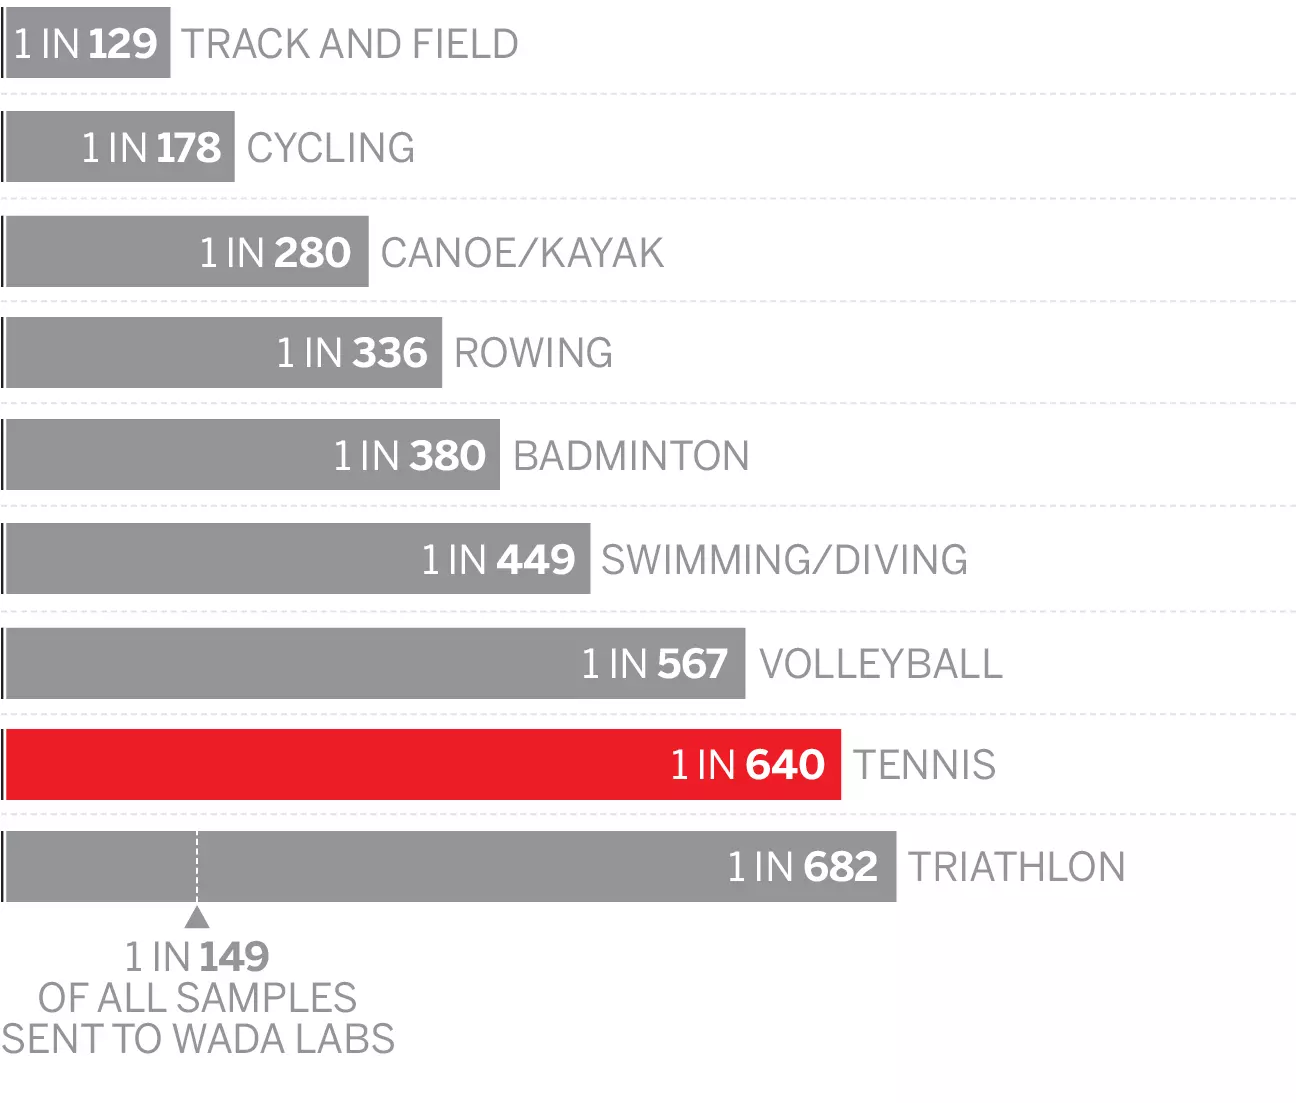 1 IN 129 TRACK AND FIELD
1 IN 178 CYCLING
1 IN 280 CANOE/KAYAK
1 IN 336 ROWING
1 IN 380 BADMINTON
1 IN 449 SWIMMING/DIVING
1 IN 567 VOLLEYBALL
1 IN 640 TENNIS
1 IN 682 TRIATHLON
1 IN 149
OF ALL SAMPLES
SENT TO WADA LABS